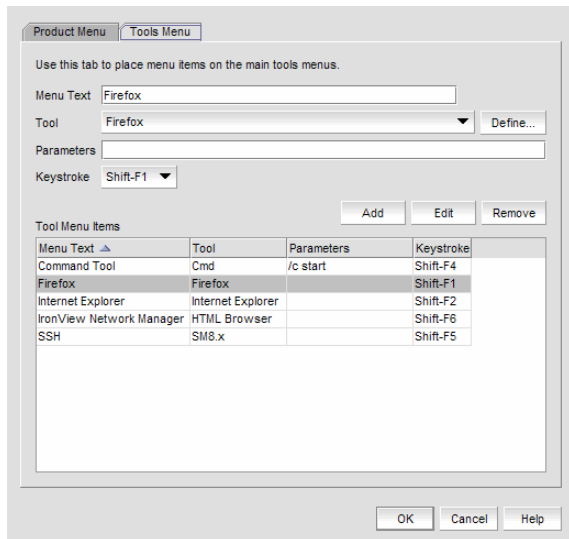 Product Menu Tools Menu
Use this tab to place menu items on the main tools menus.
Menu Text Firefox
Tool Firefox Define...
Parameters
Keystroke Shift-F1
Add Edit Remove
Tool Menu Items
Menu Text Tool Parameters Keystroke
Command Tool Cmd /c start Shift-F4
Firefox Firefox Shift-F1
Internet Explorer Internet Explorer Shift-F2
IronView Network Manager HTML Browser Shift-F6
SSH SM8.x Shift-F5
OK Cancel Help